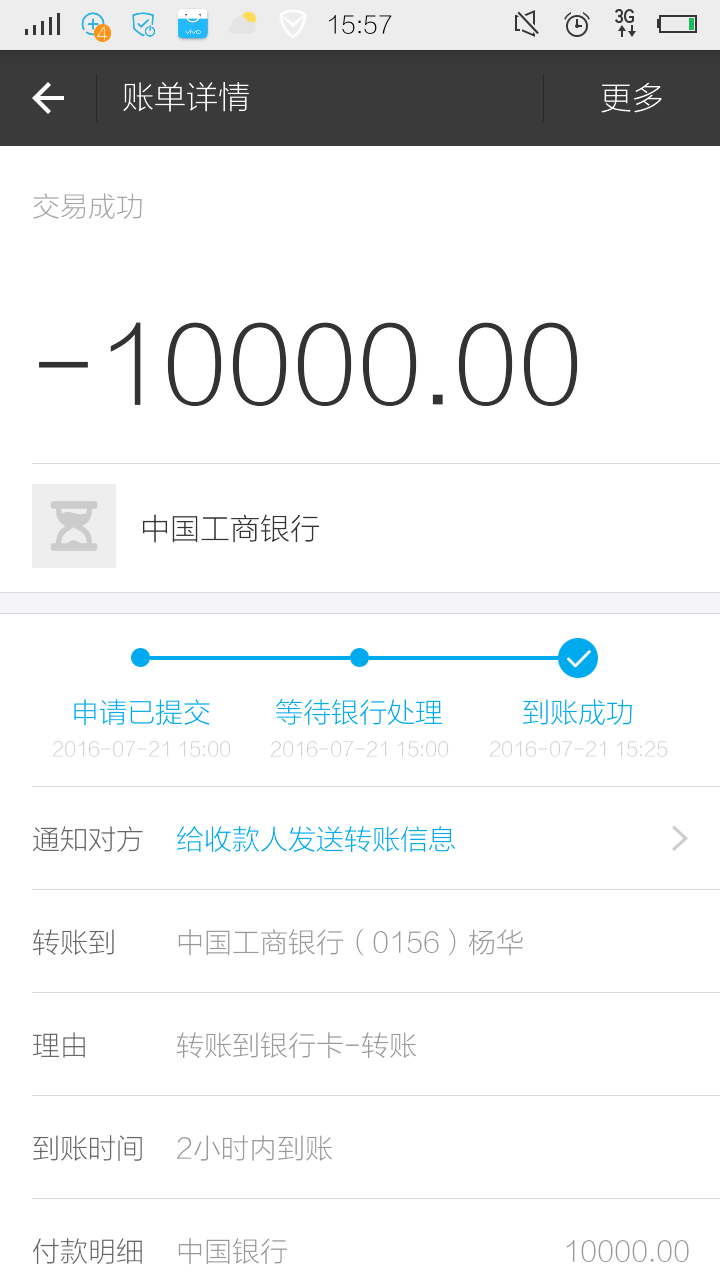 4
vivo
15:57
3G
账单详情
更多
交易成功
-10000.00
中国工商银行
申请已提交 等待银行处理 到账成功
2016-07-21 15:00 2016-07-21 15:00 2016-07-21 15:25
通知对方 给收款人发送转账信息
转账到 中国工商银行（0156）杨华
理由 转账到银行卡-转账
到账时间 2小时内到账
付款明细 中国银行 10000.00